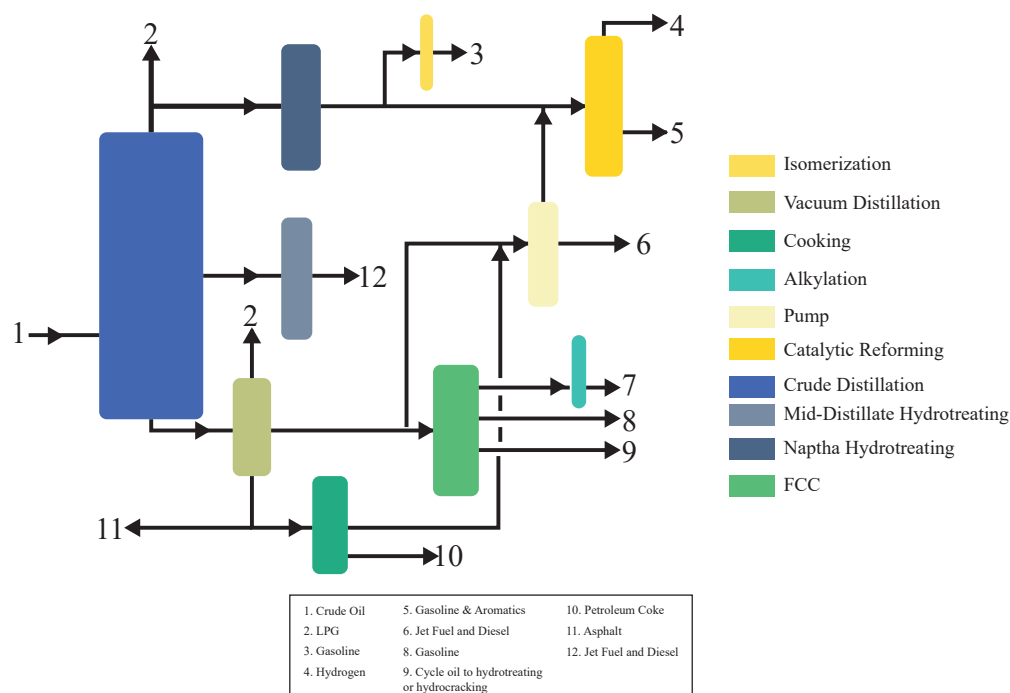 2
3
4
5
1
12
6
2
7
8
9
11
10
Isomerization
Vacuum Distillation
Cooking
Alkylation
Pump
Catalytic Reforming
Crude Distillation
Mid-Distillate Hydrotreating
Naptha Hydrotreating
FCC
1. Crude Oil
2. LPG
3. Gasoline
4. Hydrogen
5. Gasoline & Aromatics
6. Jet Fuel and Diesel
8. Gasoline
9. Cycle oil to hydrotreating
or hydrocracking
10. Petroleum Coke
11. Asphalt
12. Jet Fuel and Diesel